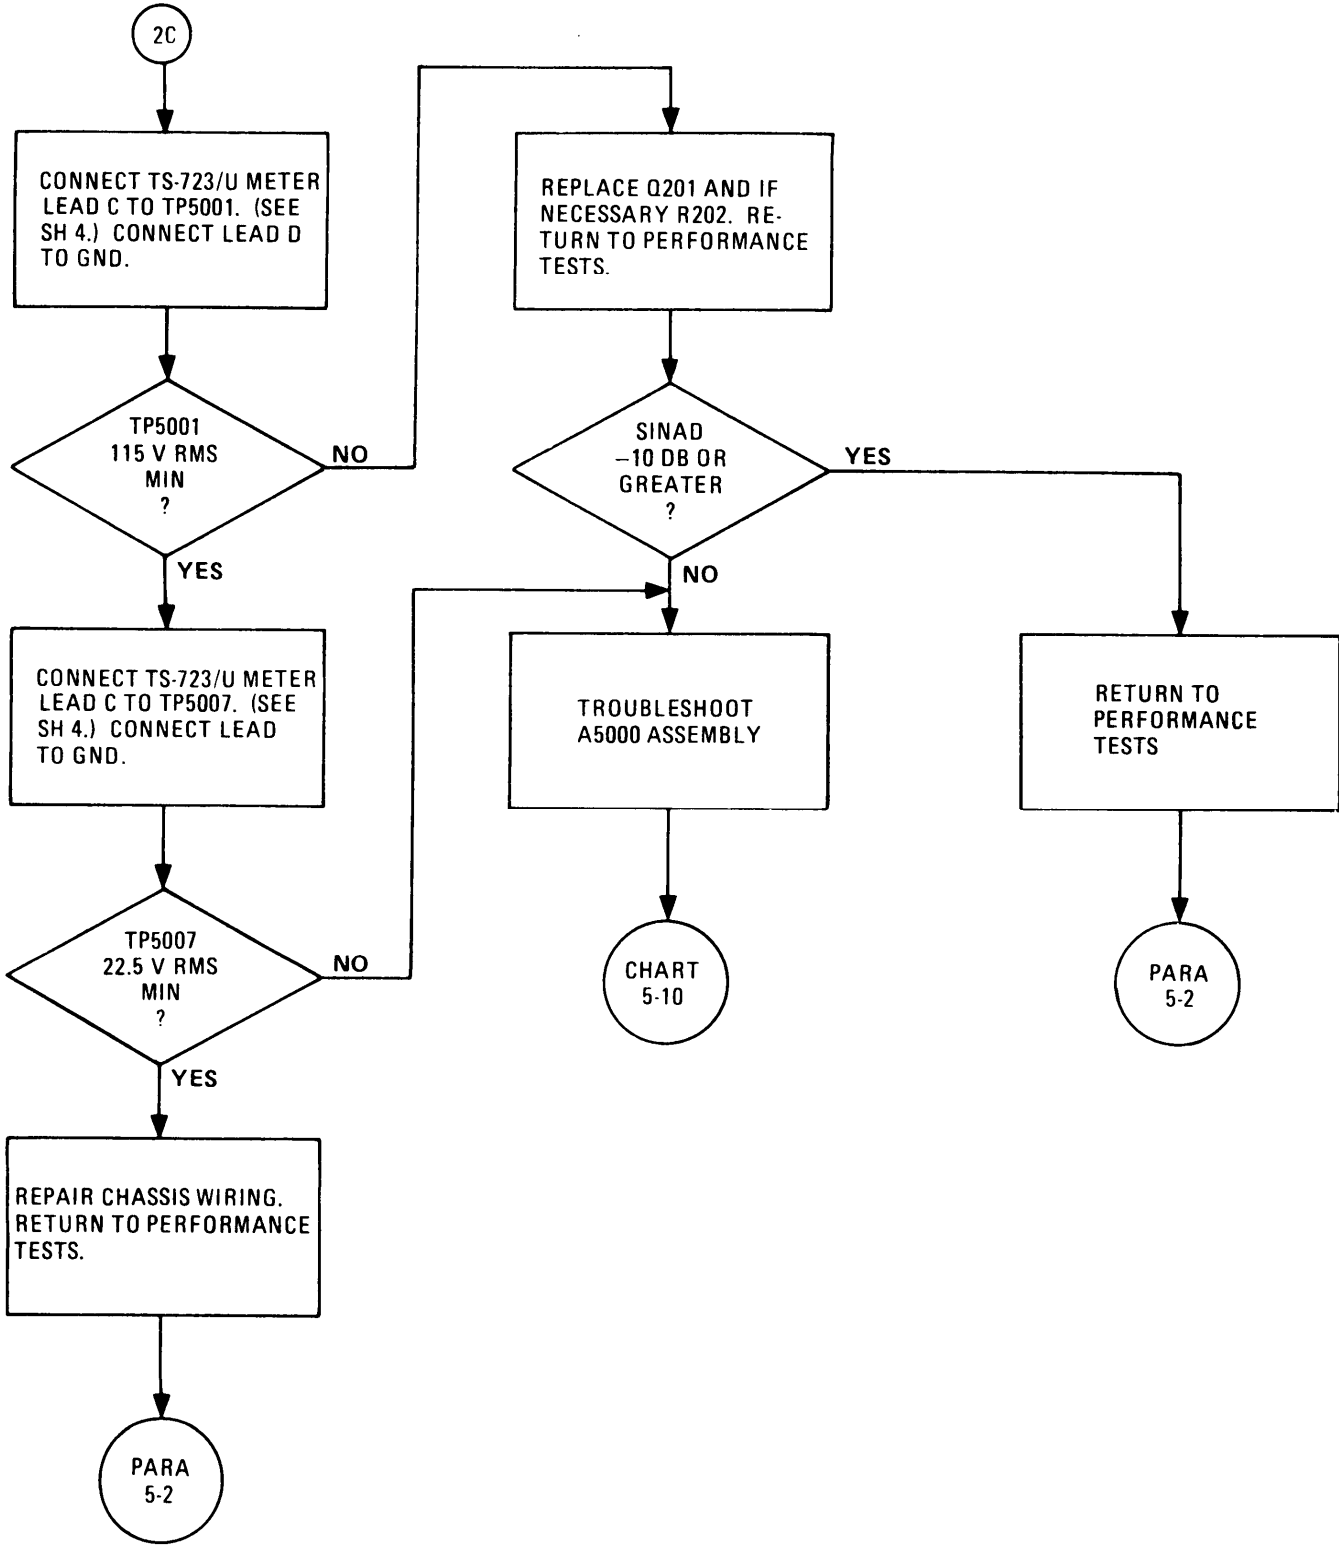 2C
CONNECT TS-723/U METER
LEAD C TO TP5001. (SEE
SH 4.) CONNECT LEAD D
TO GND.
TP5001
115 V RMS
MIN
?
NO
YES
CONNECT TS-723/U METER
LEAD C TO TP5007. (SEE
SH 4.) CONNECT LEAD
TO GND.
TP5007
22.5 V RMS
MIN
?
NO
YES
REPAIR CHASSIS WIRING.
RETURN TO PERFORMANCE
TESTS.
PARA
5-2
REPLACE Q201 AND IF
NECESSARY R202. RE-
TURN TO PERFORMANCE
TESTS.
SINAD
–10 DB OR
GREATER
?
YES
NO
TROUBLESHOOT
A5000 ASSEMBLY
CHART
5-10
RETURN TO
PERFORMANCE
TESTS
PARA
5-2